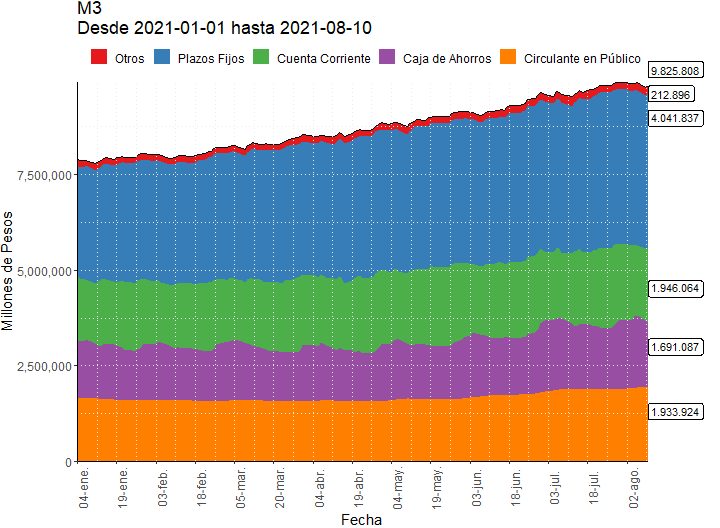 M3
Desde 2021-01-01 hasta 2021-08-10
Otros Plazos Fijos Cuenta Corriente Caja de Ahorros Circulante en Público
9.825.808
212.896
4.041.837
1.946.064
1.691.087
1.933.924
Millones de Pesos
7,500,000
5,000,000
2,500,000
0
04-ene. 19-ene. 03-feb. 18-feb. 05-mar. 20-mar. 04-abr. 19-abr. 04-may. 19-may. 03-jun. 18-jun. 03-jul. 18-jul. 02-ago.
Fecha